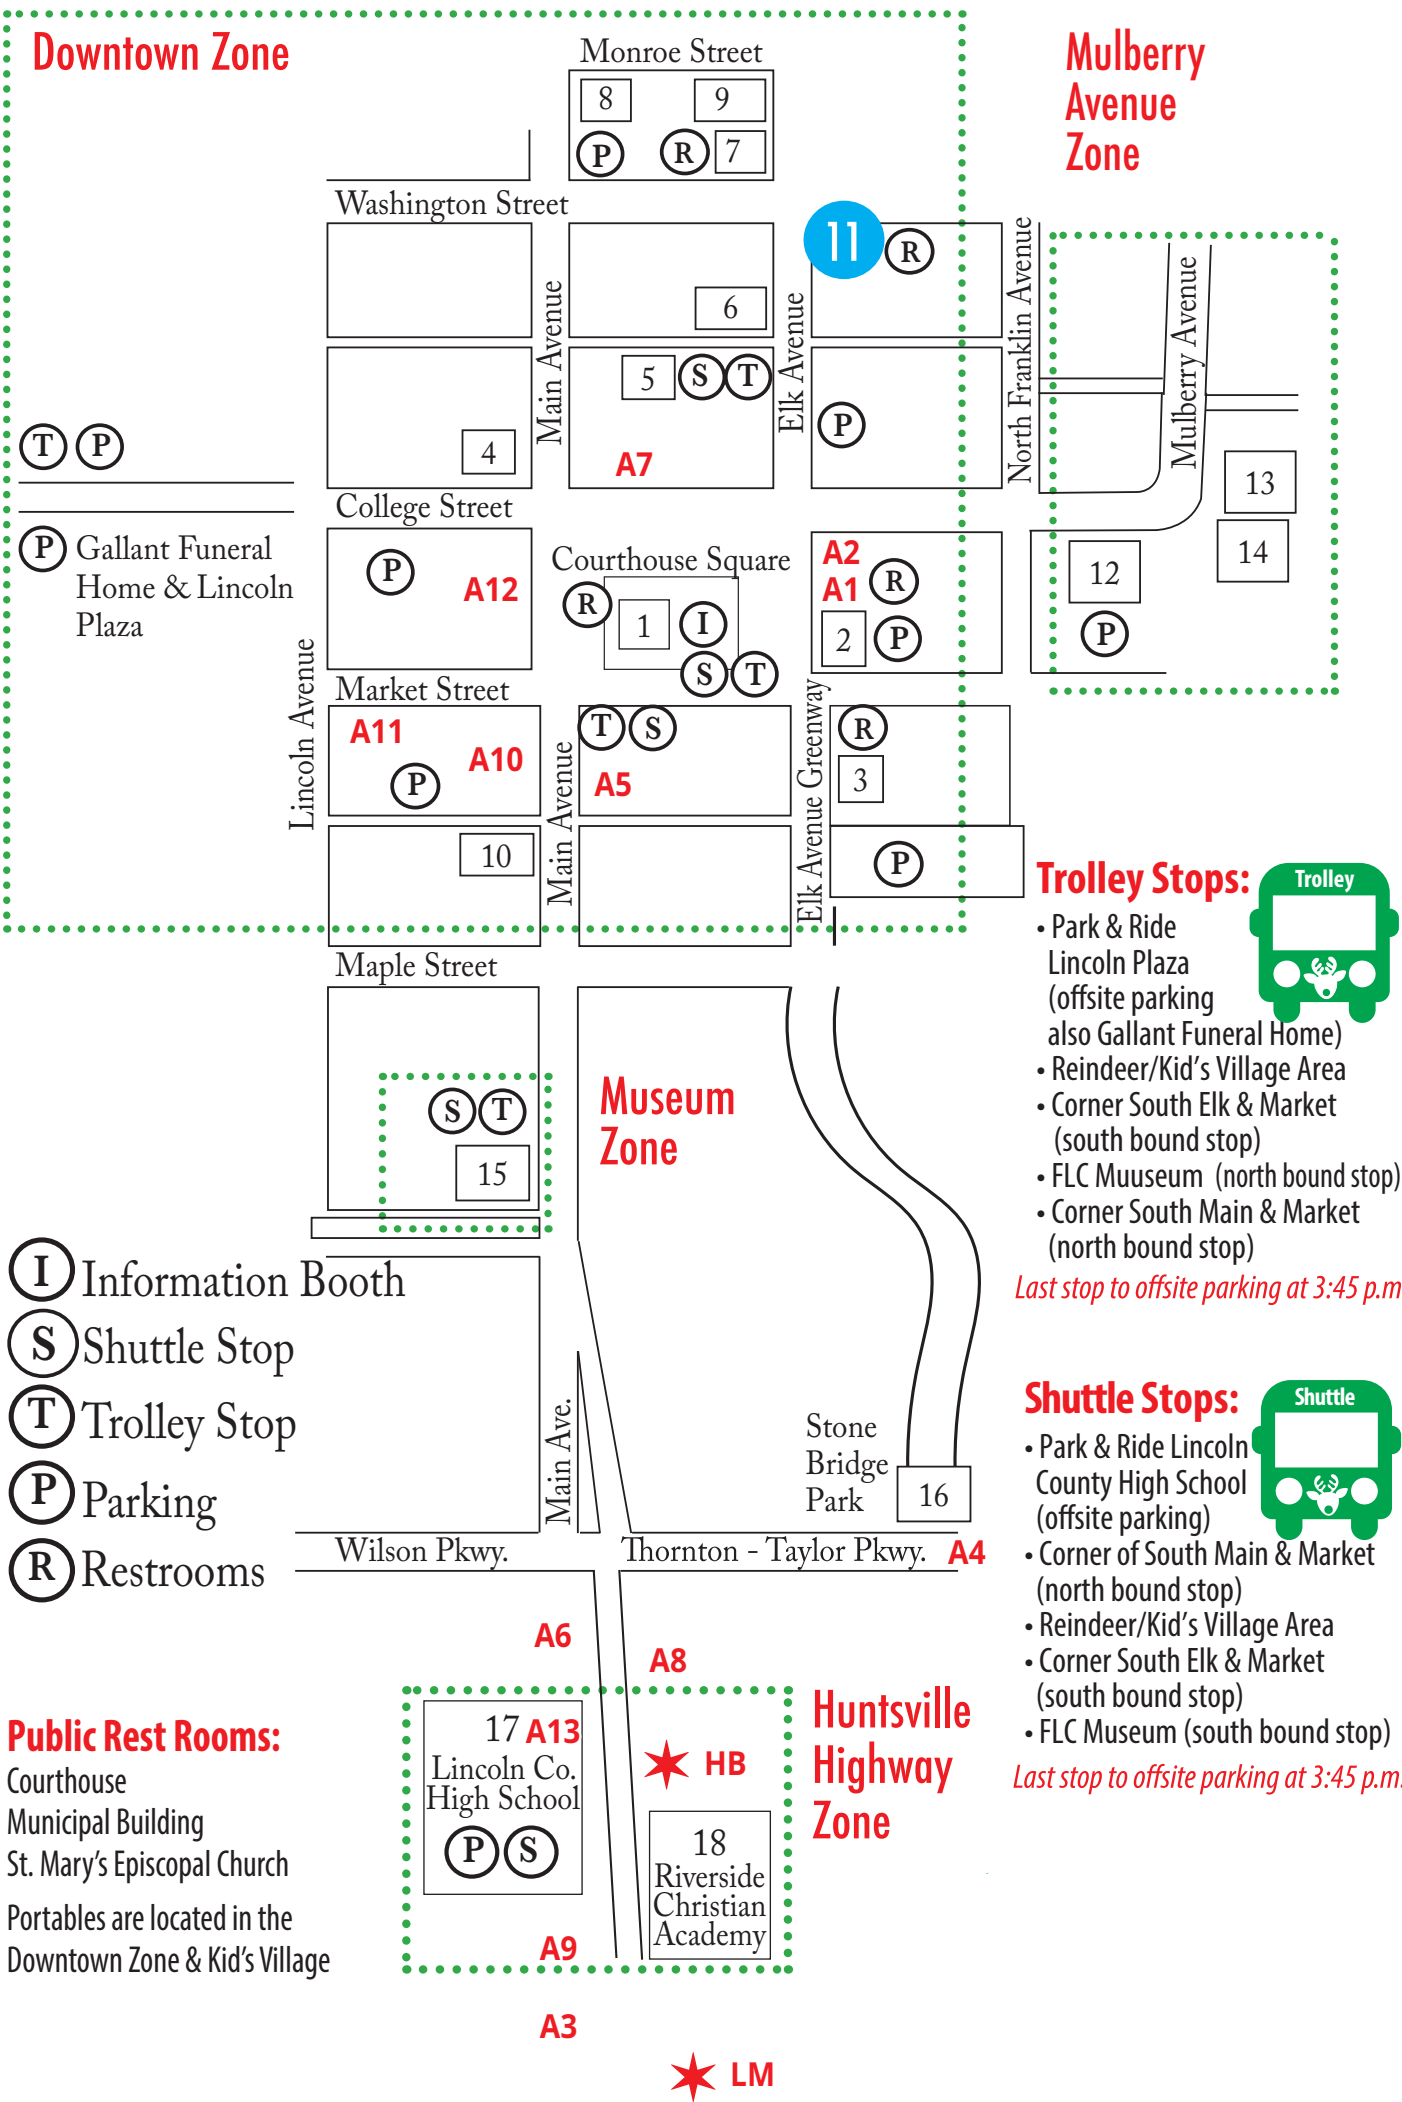 Downtown Zone
Monroe Street
Mulberry
Avenue
Zone
8
9
P
R
7
Washington Street
11
R
Main Avenue
6
Elk Avenue
North Franklin Avenue
Mulberry Avenue
5
S
T
P
T
P
4
A7
13
College Street
P
Gallant Funeral
Home & Lincoln
Plaza
P
A12
Courthouse Square
R
1
I
S
T
A2
A1
R
2
P
12
14
P
Lincoln Avenue
Market Street
A11
A10
P
Main Avenue
T
S
A5
Elk Avenue Greenway
R
3
10
P
Maple Street
Trolley Stops:
Trolley
• Park & Ride
Lincoln Plaza
(offsite parking
also Gallant Funeral Home)
• Reindeer/Kid's Village Area
• Corner South Elk & Market
(south bound stop)
• FLC Muuseum (north bound stop)
• Corner South Main & Market
(north bound stop)
Last stop to offsite parking at 3:45 p.m
Museum
Zone
S
T
15
I Information Booth
S Shuttle Stop
T Trolley Stop
P Parking
R Restrooms
Main Ave.
Stone
Bridge
Park
16
Wilson Pkwy.
Thornton - Taylor Pkwy.
A4
Shuttle Stops:
Shuttle
• Park & Ride Lincoln
County High School
(offsite parking)
• Corner of South Main & Market
(north bound stop)
• Reindeer/Kid's Village Area
• Corner South Elk & Market
(south bound stop)
• FLC Museum (south bound stop)
Last stop to offsite parking at 3:45 p.m.
A6
A8
Huntsville
Highway
Zone
17 A13
Lincoln Co.
High School
P
S
HB
18
Riverside
Christian
Academy
A9
A3
LM
Public Rest Rooms:
Courthouse
Municipal Building
St. Mary's Episcopal Church
Portables are located in the
Downtown Zone & Kid's Village